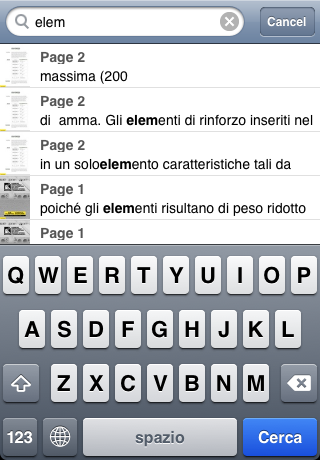 elem
Cancel
Page 2
massima (200
Page 2
di amma. Gli elementi di rinforzo inseriti nel
Page 2
in un soloelemento caratteristiche tali da
Page 1
poiché gli elementi risultano di peso ridotto
Page 1
Q W E R T Y U I O P
A S D F G H J K L
Z X C V B N M
123
spazio
Cerca